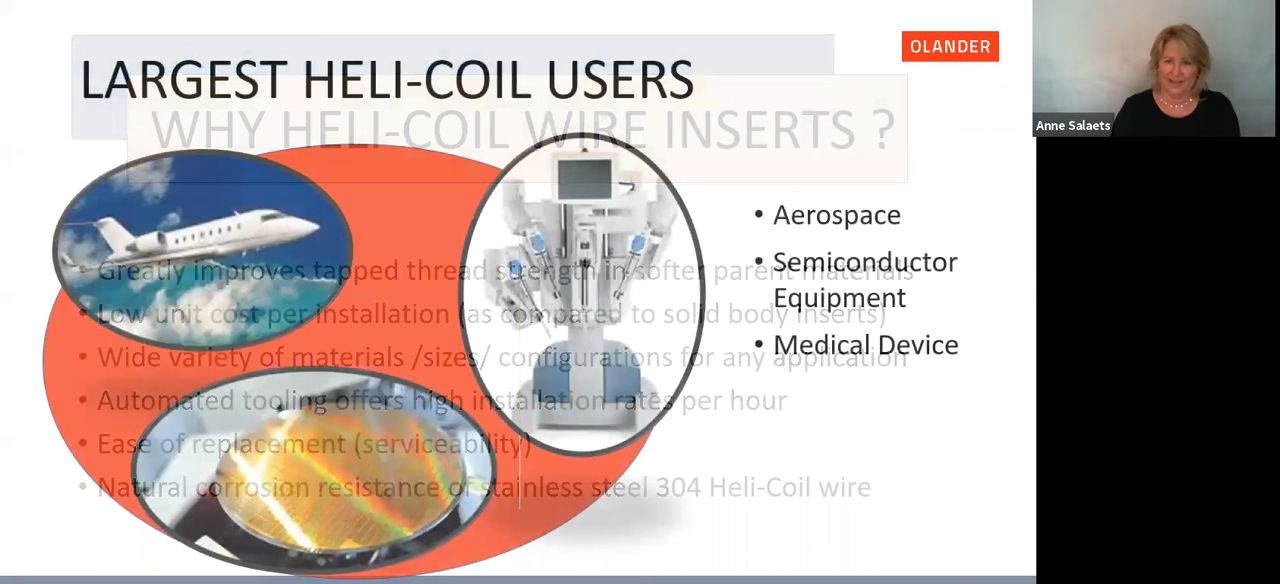 OLANDER
LARGEST HELI-COIL USERS
WHY HELI-COIL WIRE INSERTS ?
Anne Salaets
• Aerospace
• Semiconductor
Equipment
• Medical Device
• Greatly improves tapped thread strength in softer parent materials
• Low unit cost per installation (as compared to solid body inserts)
• Wide variety of materials /sizes/ configurations for any application
• Automated tooling offers high installation rates per hour
• Ease of replacement (serviceability)
• Natural corrosion resistance of stainless steel 304 Heli-Coil wire